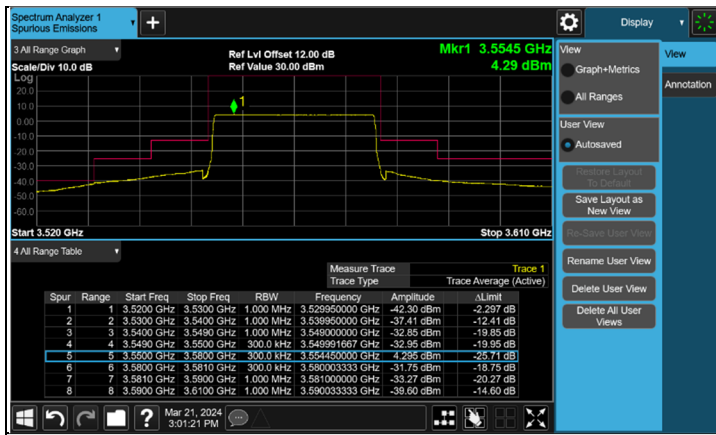 Spectrum Analyzer 1
Spurious Emissions
Display
3 All Range Graph
Ref Lvl Offset 12.00 dB
Mkr1 3.5545 GHz
Scale/Div 10.0 dB
Ref Value 30.00 dBm
4.29 dBm
Log
20.0
10.0
0.00
-10.0
-20.0
-30.0
-40.0
-50.0
-60.0
1
Start 3.520 GHz
Stop 3.610 GHz
4 All Range Table
Measure Trace Trace 1
Trace Type Trace Average (Active)
Spur Range Start Freq Stop Freq RBW Frequency Amplitude ΔLimit
1 1 3.5200 GHz 3.5300 GHz 1.000 MHz 3.529950000 GHz -42.30 dBm -2.297 dB
2 2 3.5300 GHz 3.5400 GHz 1.000 MHz 3.539950000 GHz -37.41 dBm -12.41 dB
3 3 3.5400 GHz 3.5490 GHz 1.000 MHz 3.549000000 GHz -32.85 dBm -19.85 dB
4 4 3.5490 GHz 3.5500 GHz 300.0 kHz 3.549991667 GHz -32.95 dBm -19.95 dB
5 5 3.5500 GHz 3.5800 GHz 300.0 kHz 3.554450000 GHz 4.295 dBm -25.71 dB
6 6 3.5800 GHz 3.5810 GHz 300.0 kHz 3.580003333 GHz -31.75 dBm -18.75 dB
7 7 3.5810 GHz 3.5900 GHz 1.000 MHz 3.581000000 GHz -33.27 dBm -20.27 dB
8 8 3.5900 GHz 3.6100 GHz 1.000 MHz 3.590033333 GHz -39.60 dBm -14.60 dB
Mar 21, 2024
3:01:21 PM
View
Graph+Metrics
All Ranges
User View
Autosaved
Restore Layout
To Default
Save Layout as
New View
Re-Save User View
Rename User View
Delete User View
Delete All User
Views
View
Annotation